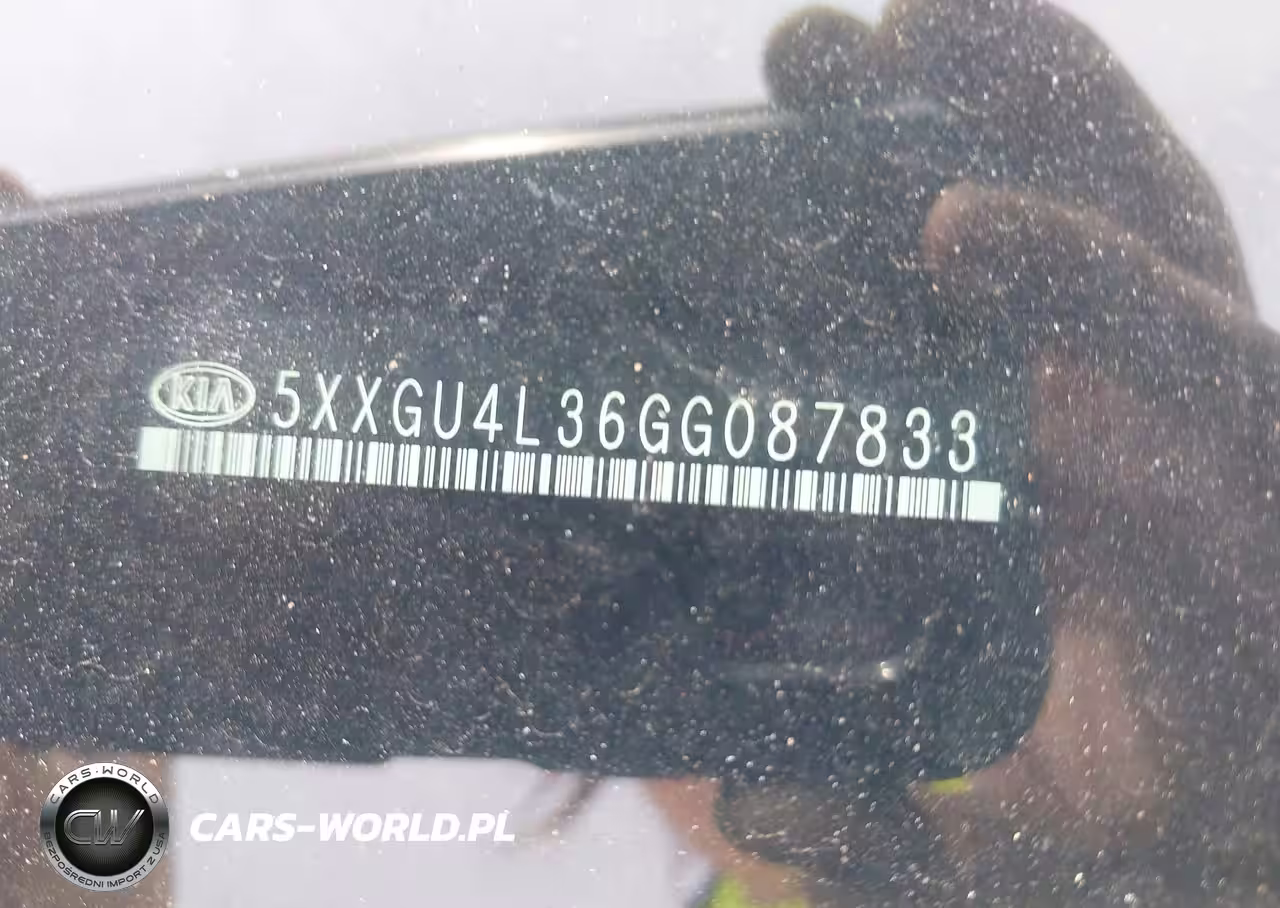 KIA 5XXGU4L36GG087833
CARS-WORLD
CW
BEZPOŚREDNI IMPORT Z USA
CARS-WORLD.PL